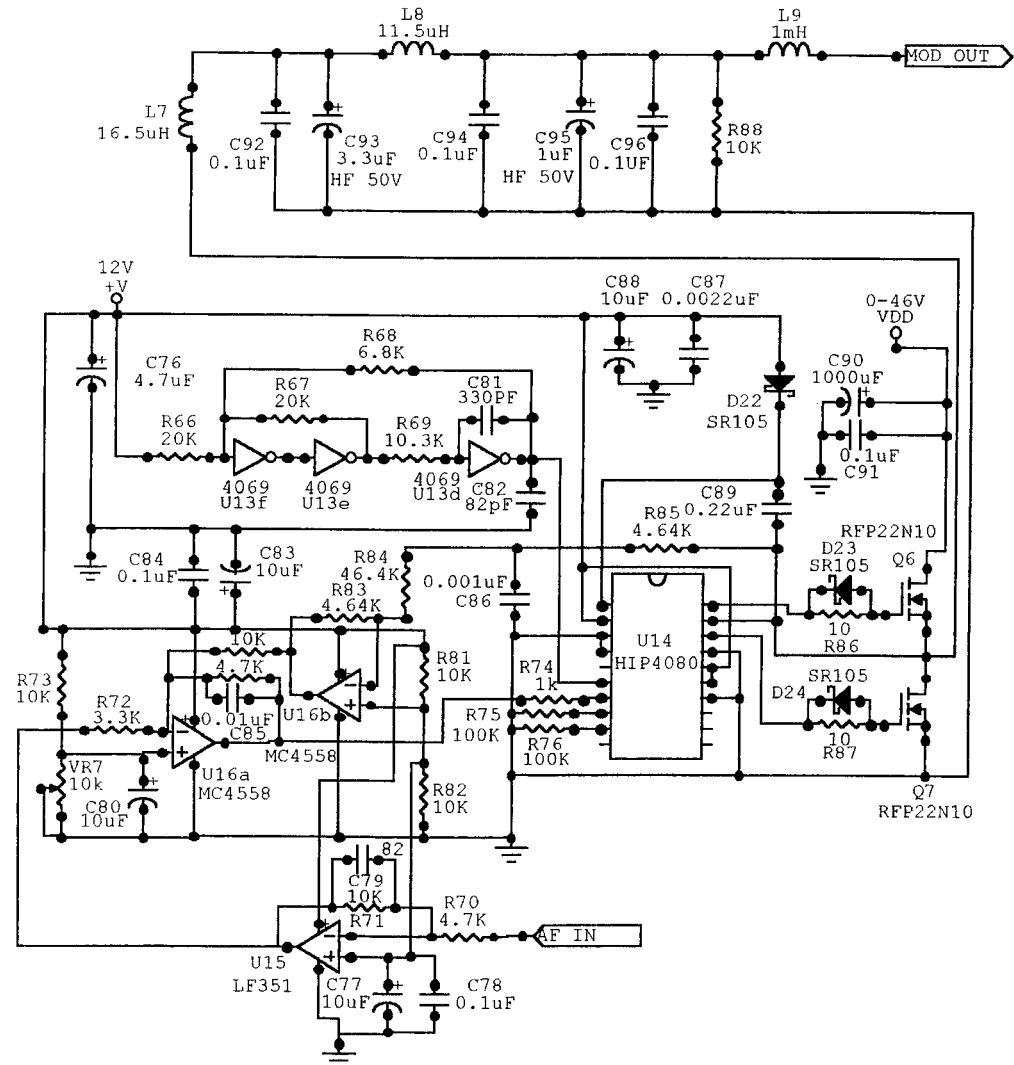 L8
11.5uH
L9
1mH
MOD OUT
L7
16.5uH
C92
0.1uF
C93
3.3uF
HF 50V
C94
0.1uF
C95
1uF
HF 50V
C96
0.1UF
R88
10K
12V
+V
C76
4.7uF
R68
6.8K
R67
20K
R66
20K
R69
10.3K
C81
330PF
4069
U13f
4069
U13e
4069
U13d
C82
82pF
C88
10uF
C87
0.0022uF
D22
SR105
0-46V
VDD
C90
1000uF
0.1uF
C91
C89
0.22uF
R85
4.64K
RFP22N10
D23
SR105
Q6
10
R86
C84
0.1uF
C83
10uF
R84
46.4K
R83
4.64K
0.001uF
C86
U14
HIP4080
R73
10K
10K
4.7K
R72
3.3K
0.01uF
C85
U16b
MC4558
R81
10K
R74
1k
R75
100K
R76
100K
SR105
D24
10
R87
Q7
RFP22N10
VR7
10k
U16a
MC4558
C80
10uF
R82
10K
82
C79
10K
R71
R70
4.7K
AF IN
U15
LF351
C77
10uF
C78
0.1uF